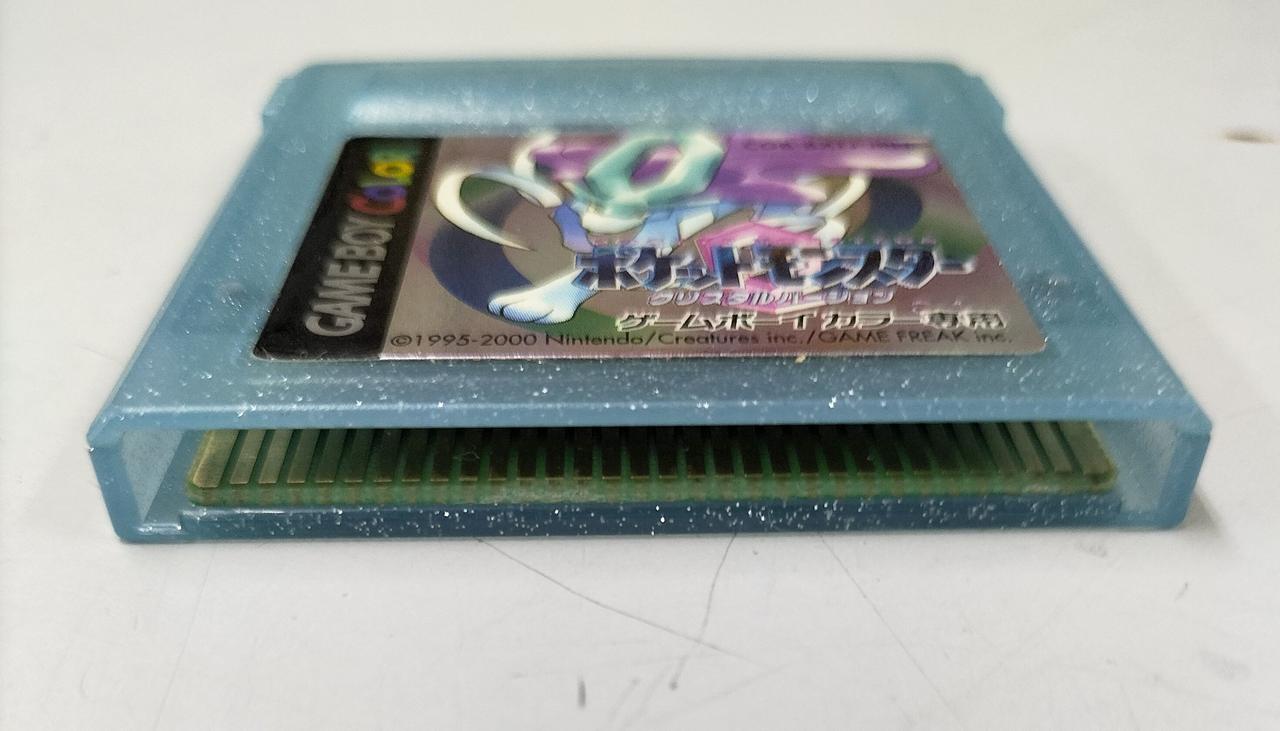 GAME BOY COLOR
ポケットモンスター
クリスタルバージョン
ゲームボーイカラー専用
©1995-2000 Nintendo/Creatures inc./GAME FREAK inc.